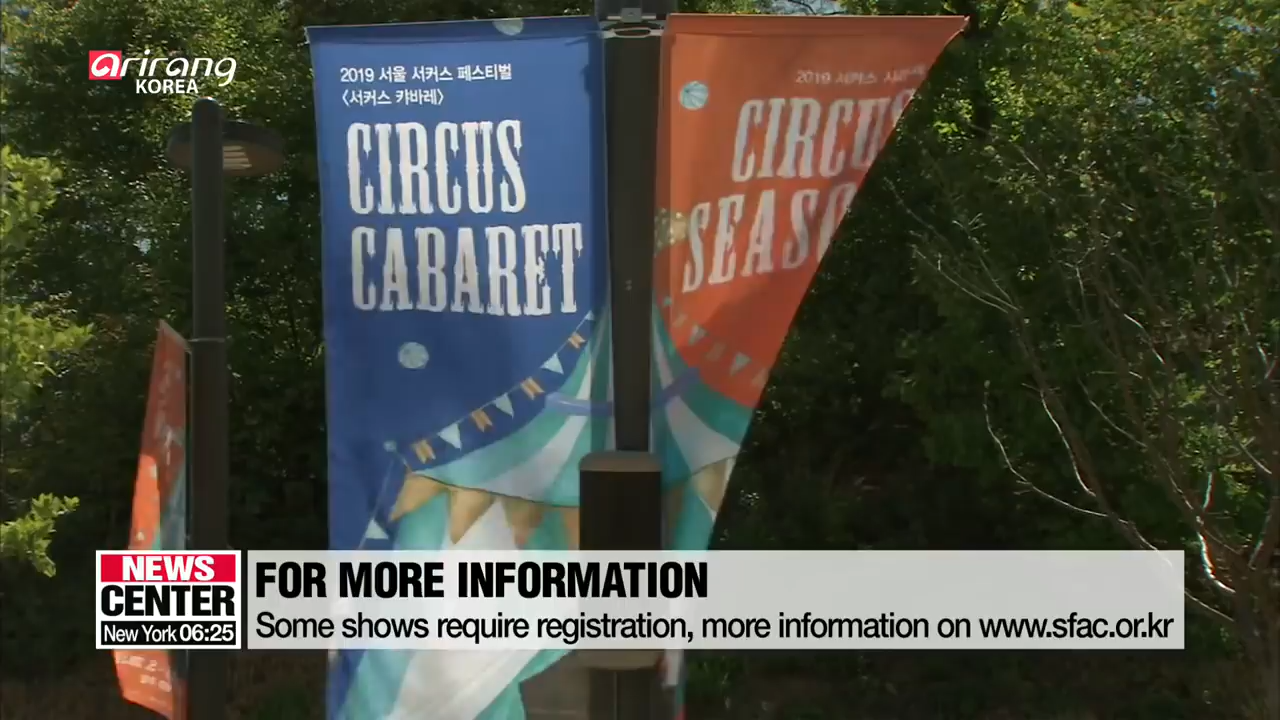 arirang
KOREA
2019 서울 서커스 페스티벌
〈서커스 캬바레〉
CIRCUS
CABARET
2019 서커스
CIRCUS
SEASO
NEWS
CENTER
New York 06:25
FOR MORE INFORMATION
Some shows require registration, more information on www.sfac.or.kr